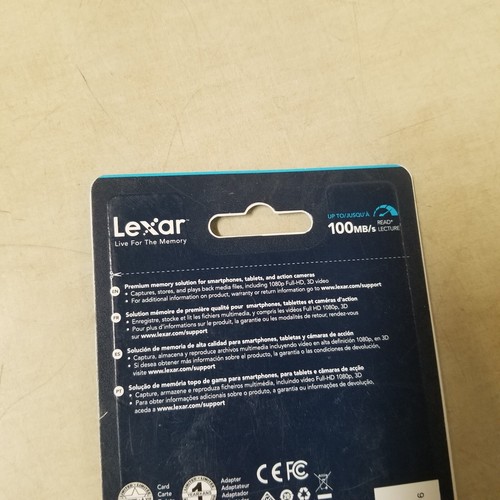 Lexar
Live For The Memory
UP TO/JUSQU'À
100MB/s
READ*
LECTURE
EN
Premium memory solution for smartphones, tablets, and action cameras
• Captures, stores, and plays back media files, including 1080p Full-HD, 3D video
• For additional information on product, warranty or return information go to www.lexar.com/support
FR
Solution mémoire de première qualité pour smartphones, tablettes et caméras d'action
• Enregistre, stocke et lit les fichiers multimedia, y compris les vidéos Full HD 1080p, 3D
• Pour plus d'informations sur le produit, la garantie ou les modalités de retour, rendez-vous
sur www.lexar.com/support
ES
Solución de memoria de alta calidad para smartphones, tabletas y cámaras de acción
• Captura, almacena y reproduce archivos multimedia incluyendo video en alta definición 1080p, en 3D
• Si desea obtener más información sobre el producto, la garantía o las condiciones de devolución,
visite www.lexar.com/support
PT
Solução de memória topo de gama para smartphones, para tablets e câmaras de acção
• Capture, armazene e reproduza ficheiros multimédia, incluindo vídeo Full HD 1080p, 3D
• Para obter informações adicionais sobre o produto, garantia ou informações de devolução,
aceda a www.lexar.com/support
Card
Carte
Adapter
Adaptateur
Adaptador
CE FC
6